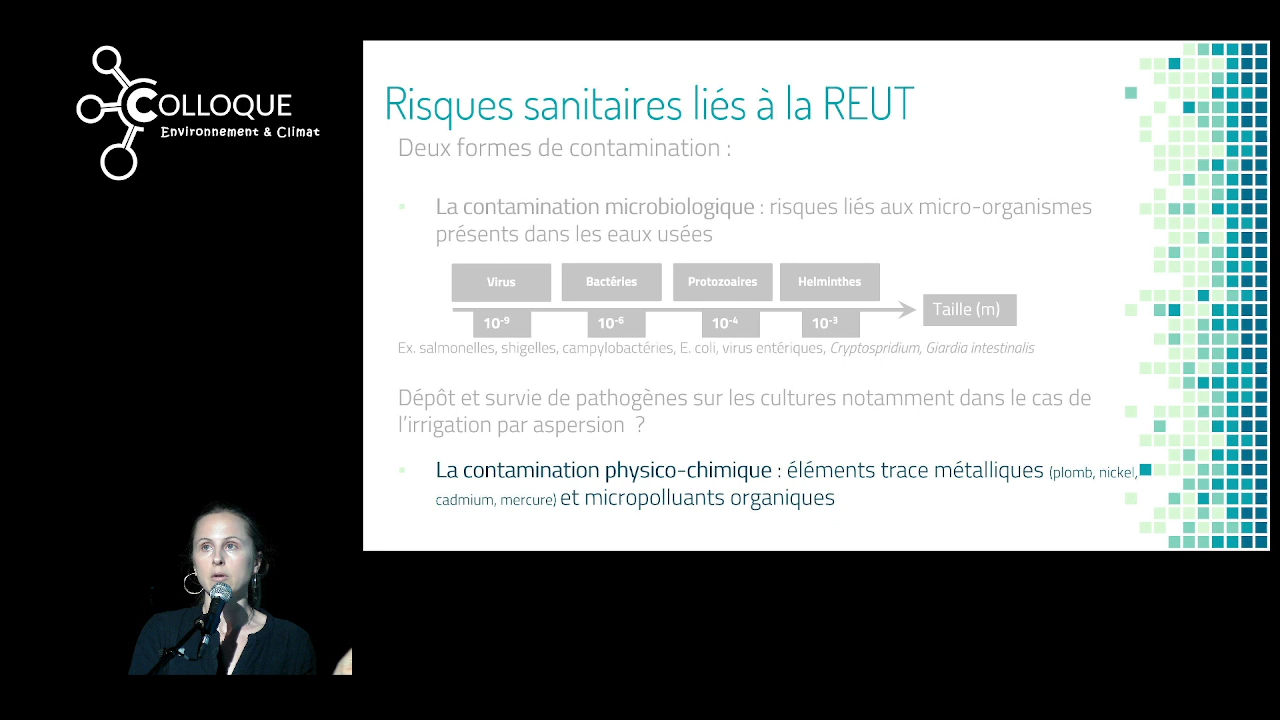 COLLOQUE
Environnement & Climat
Risques sanitaires liés à la REUT
Deux formes de contamination :
▪ La contamination microbiologique : risques liés aux micro-organismes
présents dans les eaux usées
Virus Bactéries Protozoaires Helminthes
Taille (m)
10⁻⁹ 10⁻⁶ 10⁻⁴ 10⁻³
Ex. salmonelles, shigelles, campylobactéries, E. coli, virus entériques, Cryptospridium, Giardia intestinalis
Dépôt et survie de pathogènes sur les cultures notamment dans le cas de
l'irrigation par aspersion ?
▪ La contamination physico-chimique : éléments trace métalliques (plomb, nickel,
cadmium, mercure) et micropolluants organiques